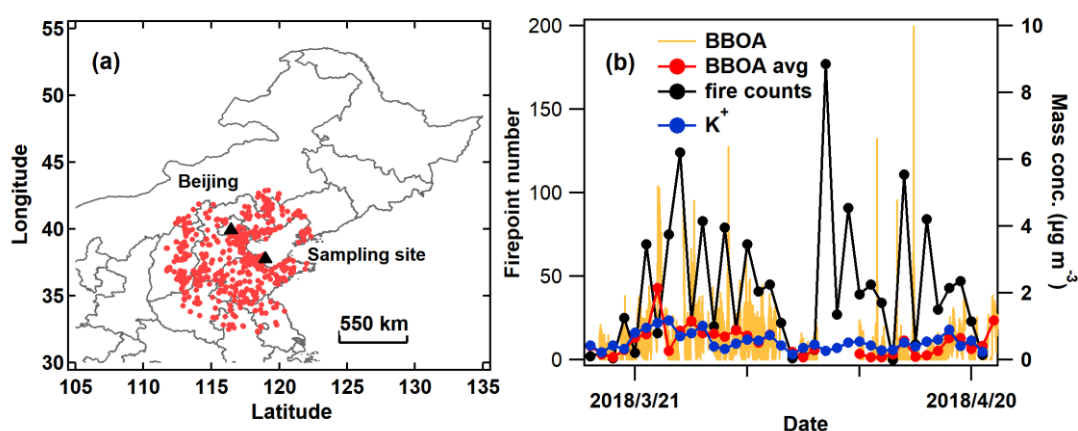 (a)
Beijing
Sampling site
550 km
55
50
45
40
35
30
Longitude
105
110
115
120
125
130
135
Latitude
(b)
BBOA
BBOA avg
fire counts
K+
200
150
100
50
0
Firepoint number
10
8
6
4
2
0
Mass conc. (μg m-3)
2018/3/21
2018/4/20
Date